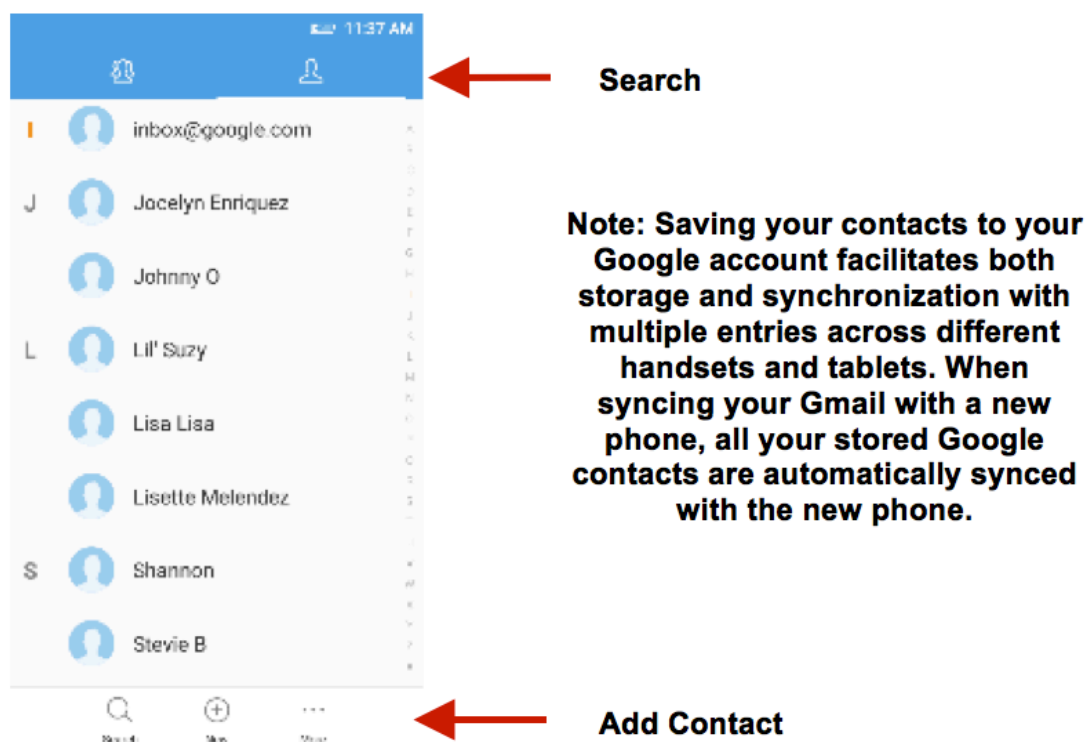 11:37 AM
Search
I
inbox@google.com
J
Jocelyn Enriquez
Johnny O
L
Lil' Suzy
Lisa Lisa
Lisette Melendez
S
Shannon
Stevie B
Note: Saving your contacts to your
Google account facilitates both
storage and synchronization with
multiple entries across different
handsets and tablets. When
syncing your Gmail with a new
phone, all your stored Google
contacts are automatically synced
with the new phone.
Search
Add Contact